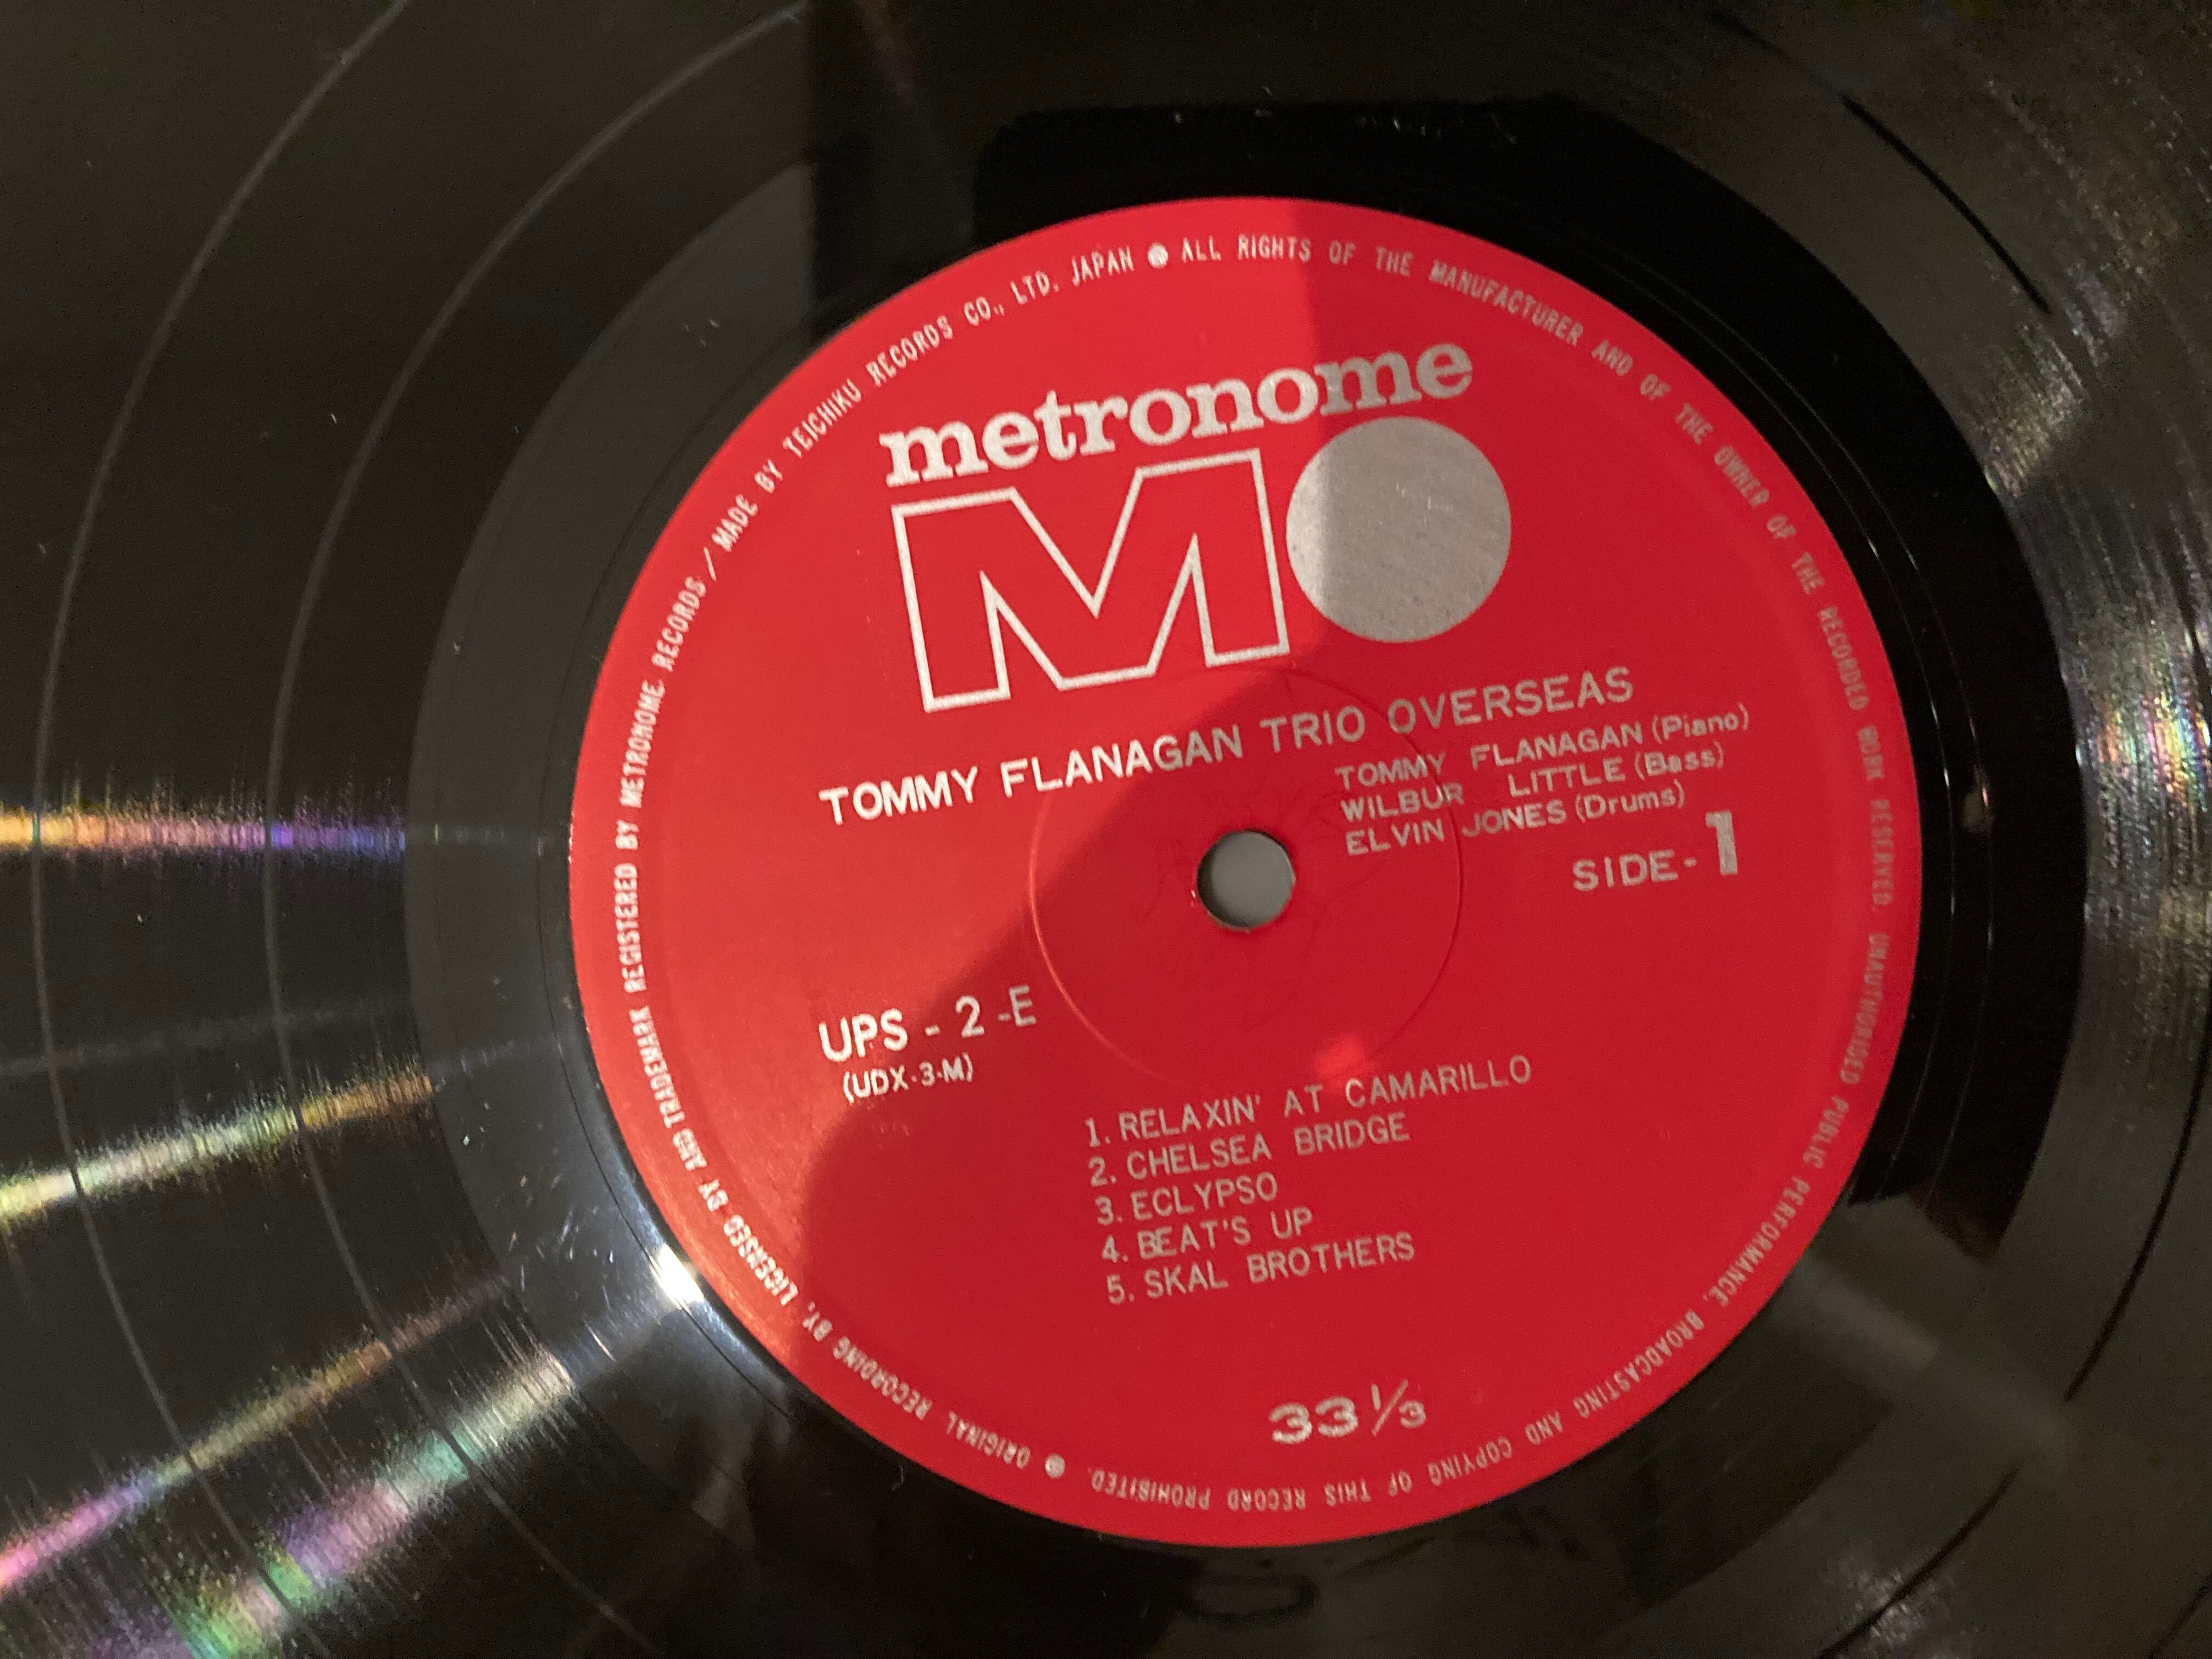 metronome
M
TOMMY FLANAGAN TRIO OVERSEAS
TOMMY FLANAGAN (Piano)
WILBUR LITTLE (Bass)
ELVIN JONES (Drums)
SIDE-1
UPS-2-E
(UDX-3-M)
1. RELAXIN' AT CAMARILLO
2. CHELSEA BRIDGE
3. ECLYPSO
4. BEAT'S UP
5. SKAL BROTHERS
33 1/3
ORIGINAL RECORDING BY, LICENSED BY AND TRADEMARK REGISTERED BY METRONOME RECORDS / MADE BY TEICHIKU RECORDS CO., LTD. JAPAN ● ALL RIGHTS OF THE MANUFACTURER AND OF THE OWNER OF THE RECORDED WORK RESERVED. UNAUTHORISED PUBLIC PERFORMANCE, BROADCASTING AND COPYING OF THIS RECORD PROHIBITED. ●